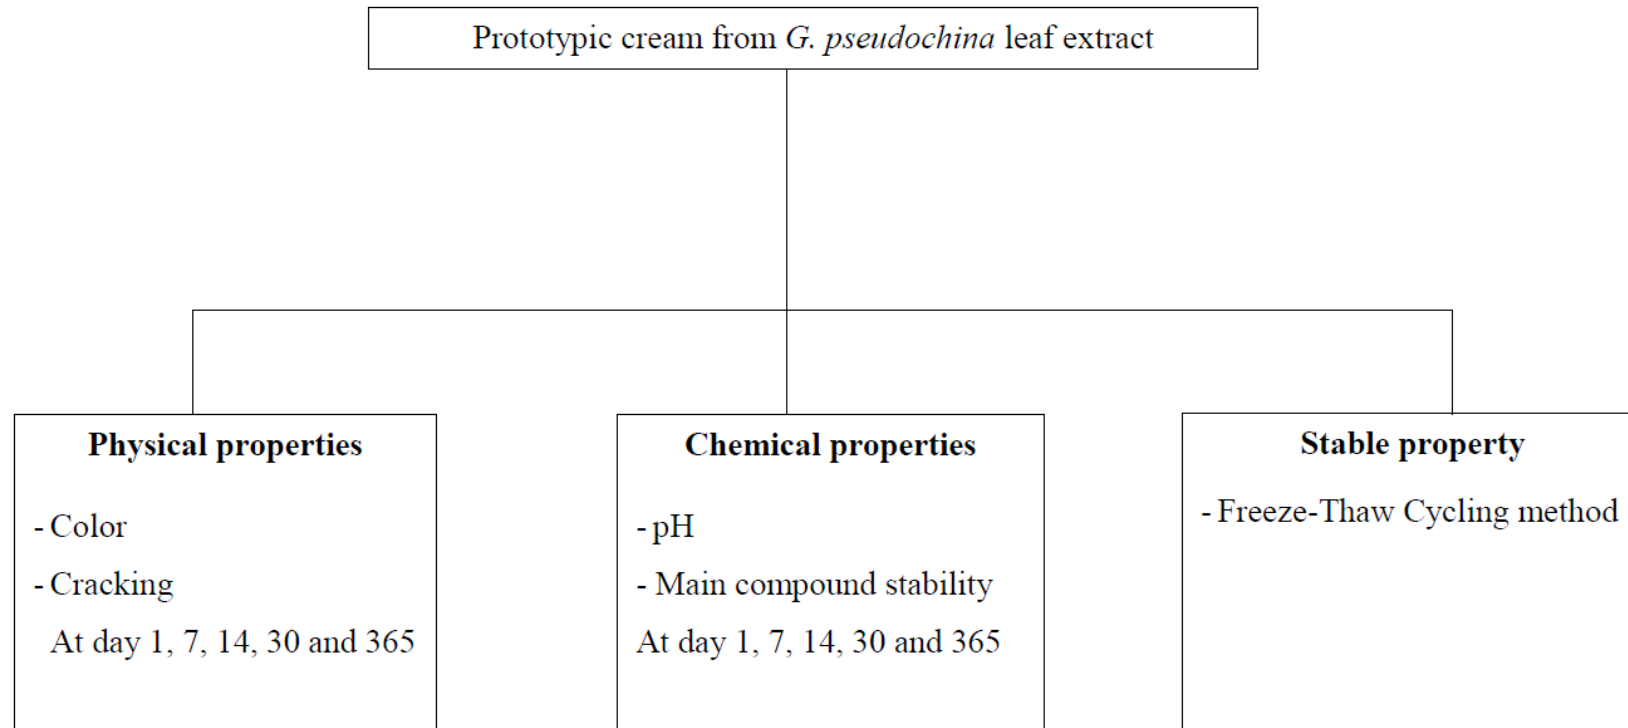 Prototypic cream from G. pseudochina leaf extract
Physical properties
- Color
- Cracking
At day 1, 7, 14, 30 and 365
Chemical properties
- pH
- Main compound stability
At day 1, 7, 14, 30 and 365
Stable property
- Freeze-Thaw Cycling method